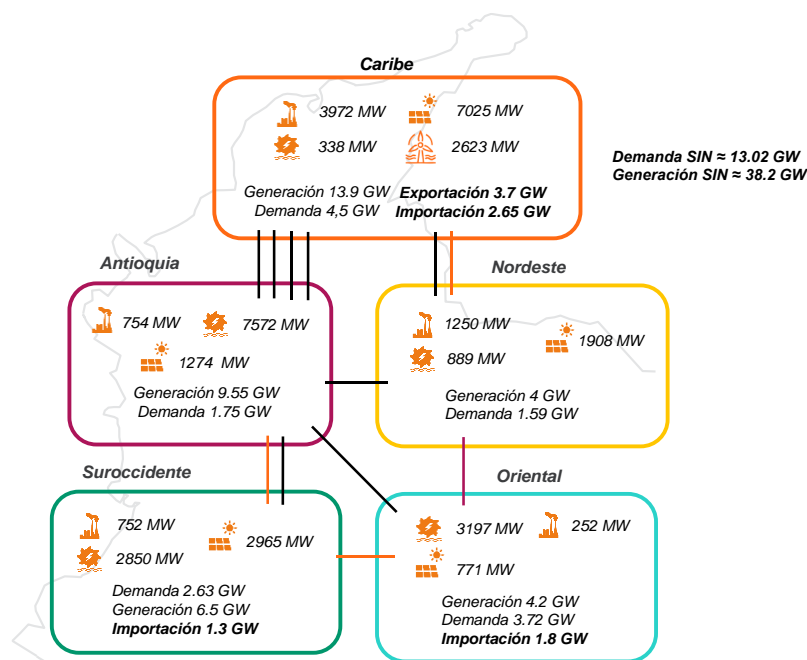 Caribe
3972 MW
7025 MW
338 MW
2623 MW
Generación 13.9 GW
Demanda 4,5 GW
Exportación 3.7 GW
Importación 2.65 GW
Demanda SIN ≈ 13.02 GW
Generación SIN ≈ 38.2 GW
Antioquia
754 MW
7572 MW
1274 MW
Generación 9.55 GW
Demanda 1.75 GW
Nordeste
1250 MW
1908 MW
889 MW
Generación 4 GW
Demanda 1.59 GW
Suroccidente
752 MW
2965 MW
2850 MW
Demanda 2.63 GW
Generación 6.5 GW
Importación 1.3 GW
Oriental
3197 MW
252 MW
771 MW
Generación 4.2 GW
Demanda 3.72 GW
Importación 1.8 GW